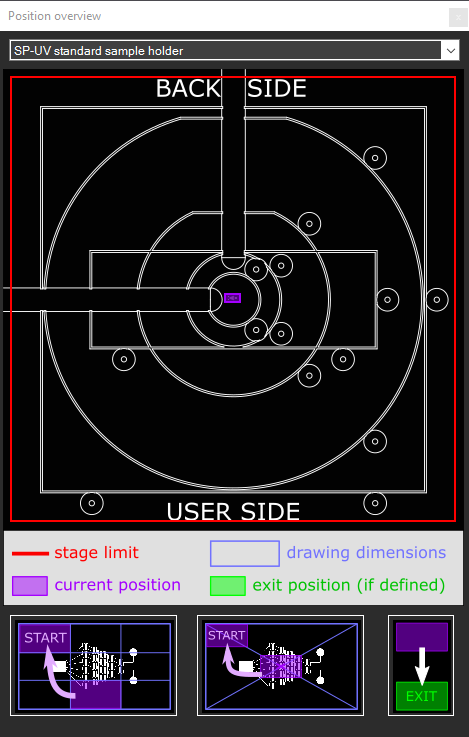 Position overview
x
SP-UV standard sample holder
BACK SIDE
USER SIDE
stage limit
drawing dimensions
current position
exit position (if defined)
START
START
EXIT